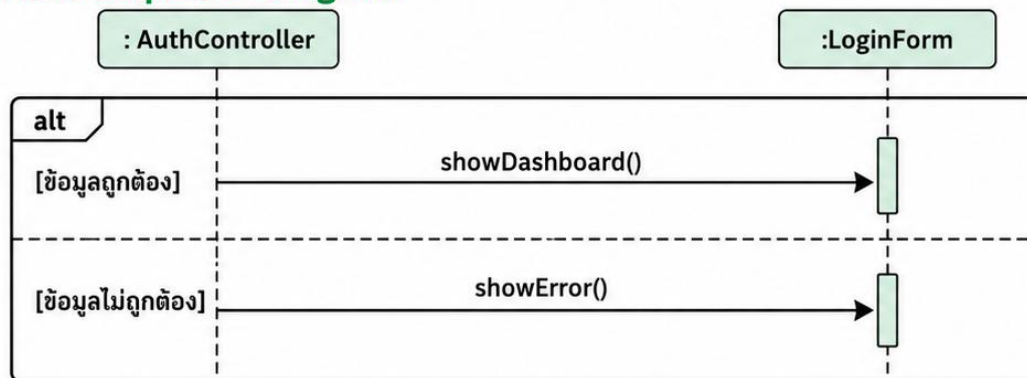 : AuthController
:LoginForm
alt
[ข้อมูลถูกต้อง]
showDashboard()
[ข้อมูลไม่ถูกต้อง]
showError()